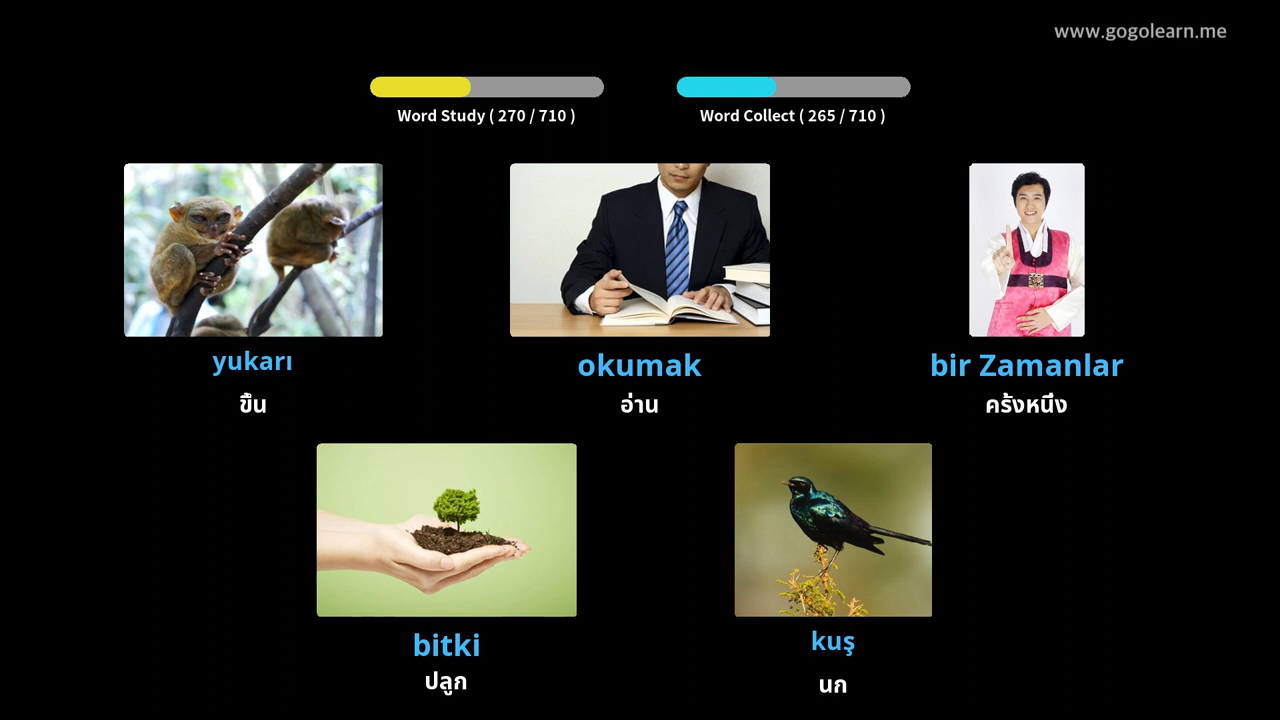 www.gogolearn.me
Word Study ( 270 / 710 )
Word Collect ( 265 / 710 )
yukarı
ขึ้น
okumak
อ่าน
bir Zamanlar
ครั้งหนึ่ง
bitki
ปลูก
kuş
นก